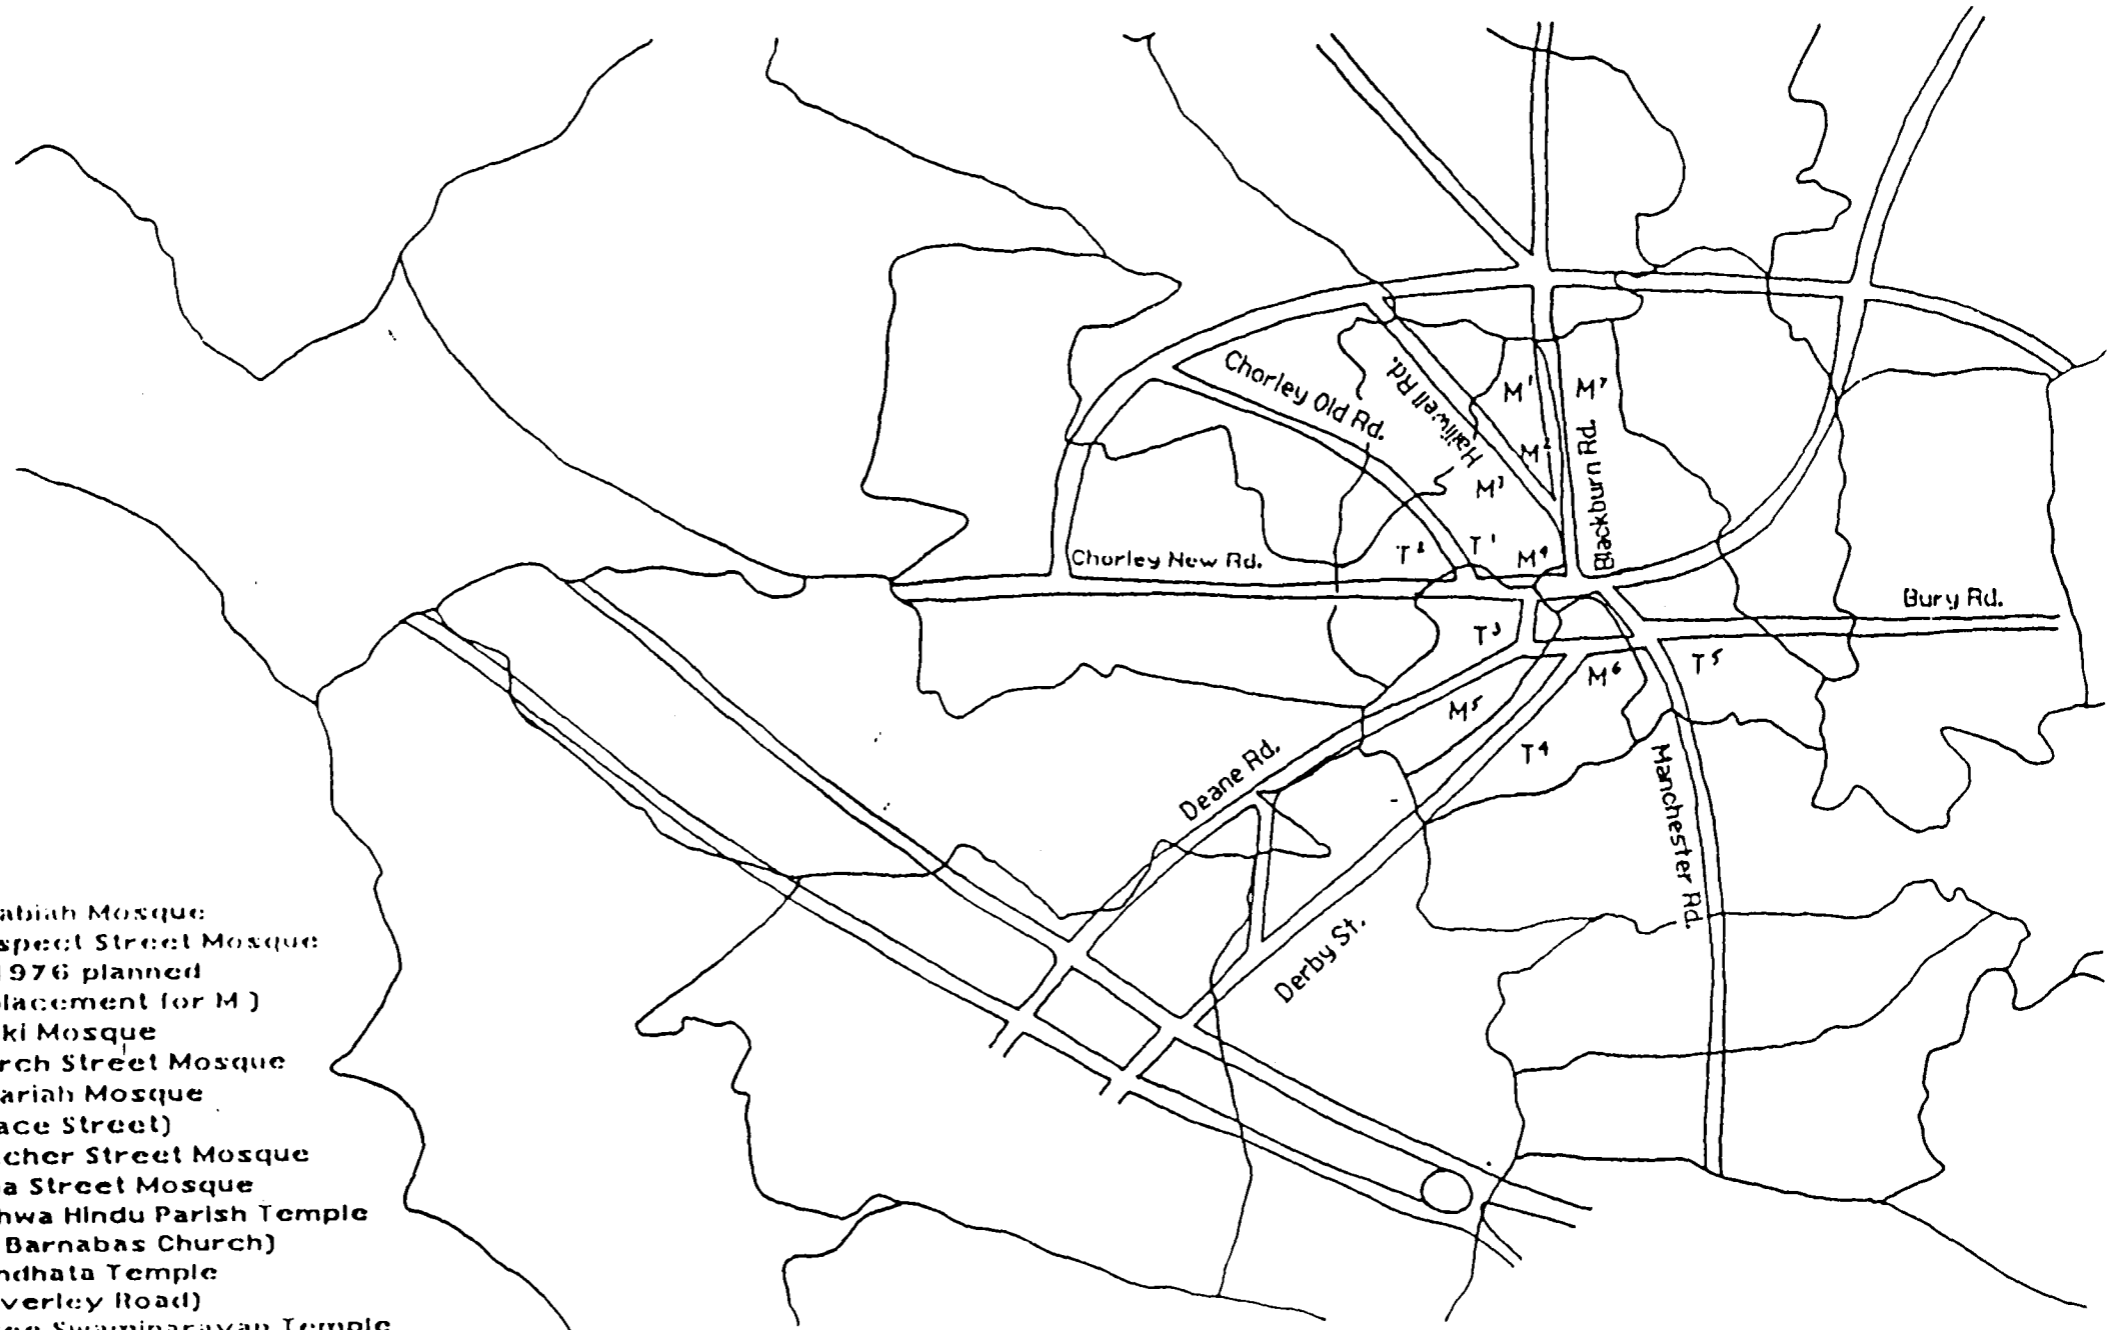 Chorley Old Rd.
Halliwell Rd.
M¹
M⁷
M²
M³
Blackburn Rd.
T²
T¹
M⁴
Chorley New Rd.
Bury Rd.
T³
M⁶
T⁵
M⁵
T⁴
Deane Rd.
Manchester Rd.
Derby St.
abiah Mosque
spect Street Mosque
1976 planned
lacement for M )
ki Mosque
rch Street Mosque
ariah Mosque
ace Street)
cher Street Mosque
a Street Mosque
hwa Hindu Parish Temple
Barnabas Church)
ndhata Temple
verley Road)
Swaminarayan Temple